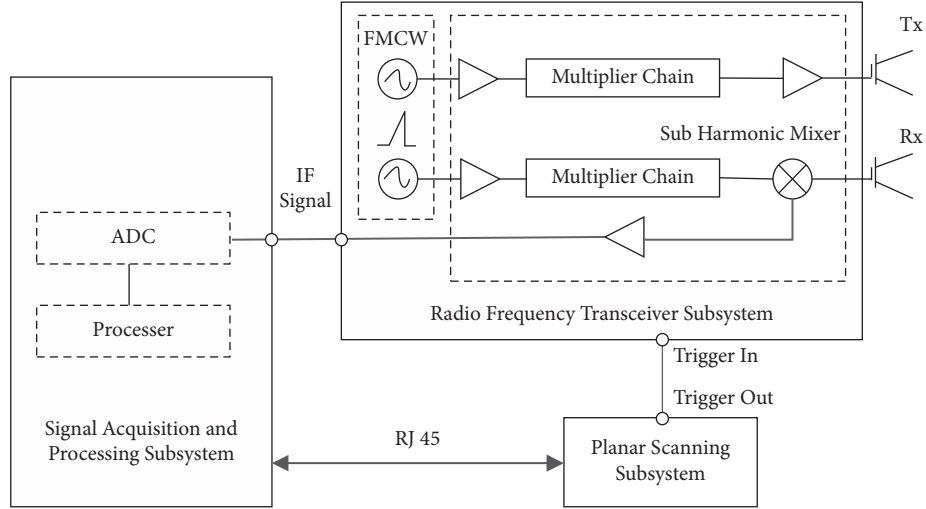 FMCW
Multiplier Chain
Tx
Sub Harmonic Mixer
Rx
Multiplier Chain
IF
Signal
ADC
Processer
Radio Frequency Transceiver Subsystem
Trigger In
Trigger Out
Signal Acquisition and
Processing Subsystem
RJ 45
Planar Scanning
Subsystem